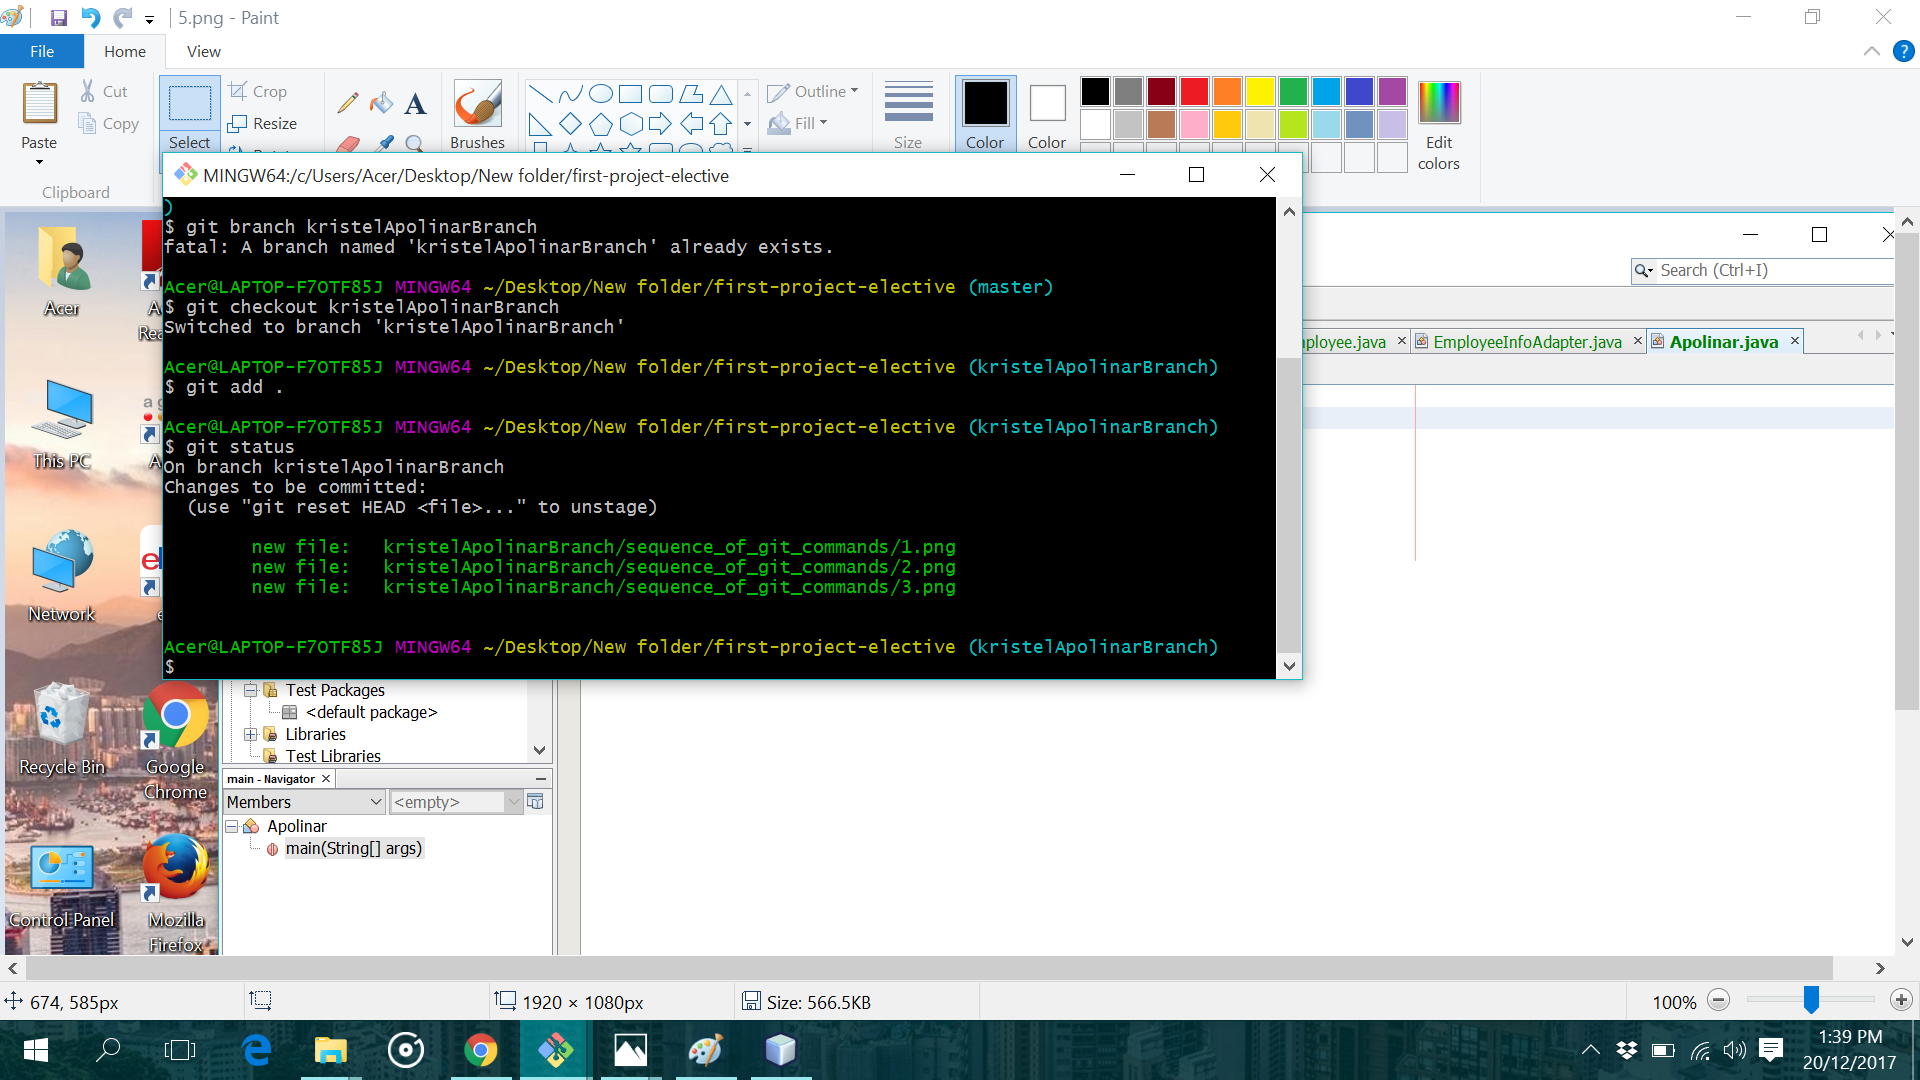 5.png - Paint
File
Home
View
Paste
Cut
Copy
Clipboard
Select
Crop
Resize
A
Brushes
Outline
Fill
Size
Color
Color
Edit
colors
MINGW64:/c/Users/Acer/Desktop/New folder/first-project-elective
)
$ git branch kristelApolinarBranch
fatal: A branch named 'kristelApolinarBranch' already exists.
Acer@LAPTOP-F7OTF85J MINGW64 ~/Desktop/New folder/first-project-elective (master)
$ git checkout kristelApolinarBranch
Switched to branch 'kristelApolinarBranch'
Acer@LAPTOP-F7OTF85J MINGW64 ~/Desktop/New folder/first-project-elective (kristelApolinarBranch)
$ git add .
Acer@LAPTOP-F7OTF85J MINGW64 ~/Desktop/New folder/first-project-elective (kristelApolinarBranch)
$ git status
On branch kristelApolinarBranch
Changes to be committed:
(use "git reset HEAD <file>..." to unstage)
new file: kristelApolinarBranch/sequence_of_git_commands/1.png
new file: kristelApolinarBranch/sequence_of_git_commands/2.png
new file: kristelApolinarBranch/sequence_of_git_commands/3.png
Acer@LAPTOP-F7OTF85J MINGW64 ~/Desktop/New folder/first-project-elective (kristelApolinarBranch)
$
Search (Ctrl+I)
ployee.java
EmployeeInfoAdapter.java
Apolinar.java
Acer
This PC
Network
Recycle Bin
Google
Chrome
Control Panel
Mozilla
Firefox
Test Packages
<default package>
Libraries
Test Libraries
main - Navigator
Members
<empty>
Apolinar
main(String[] args)
674, 585px
1920 × 1080px
Size: 566.5KB
100%
1:39 PM
20/12/2017